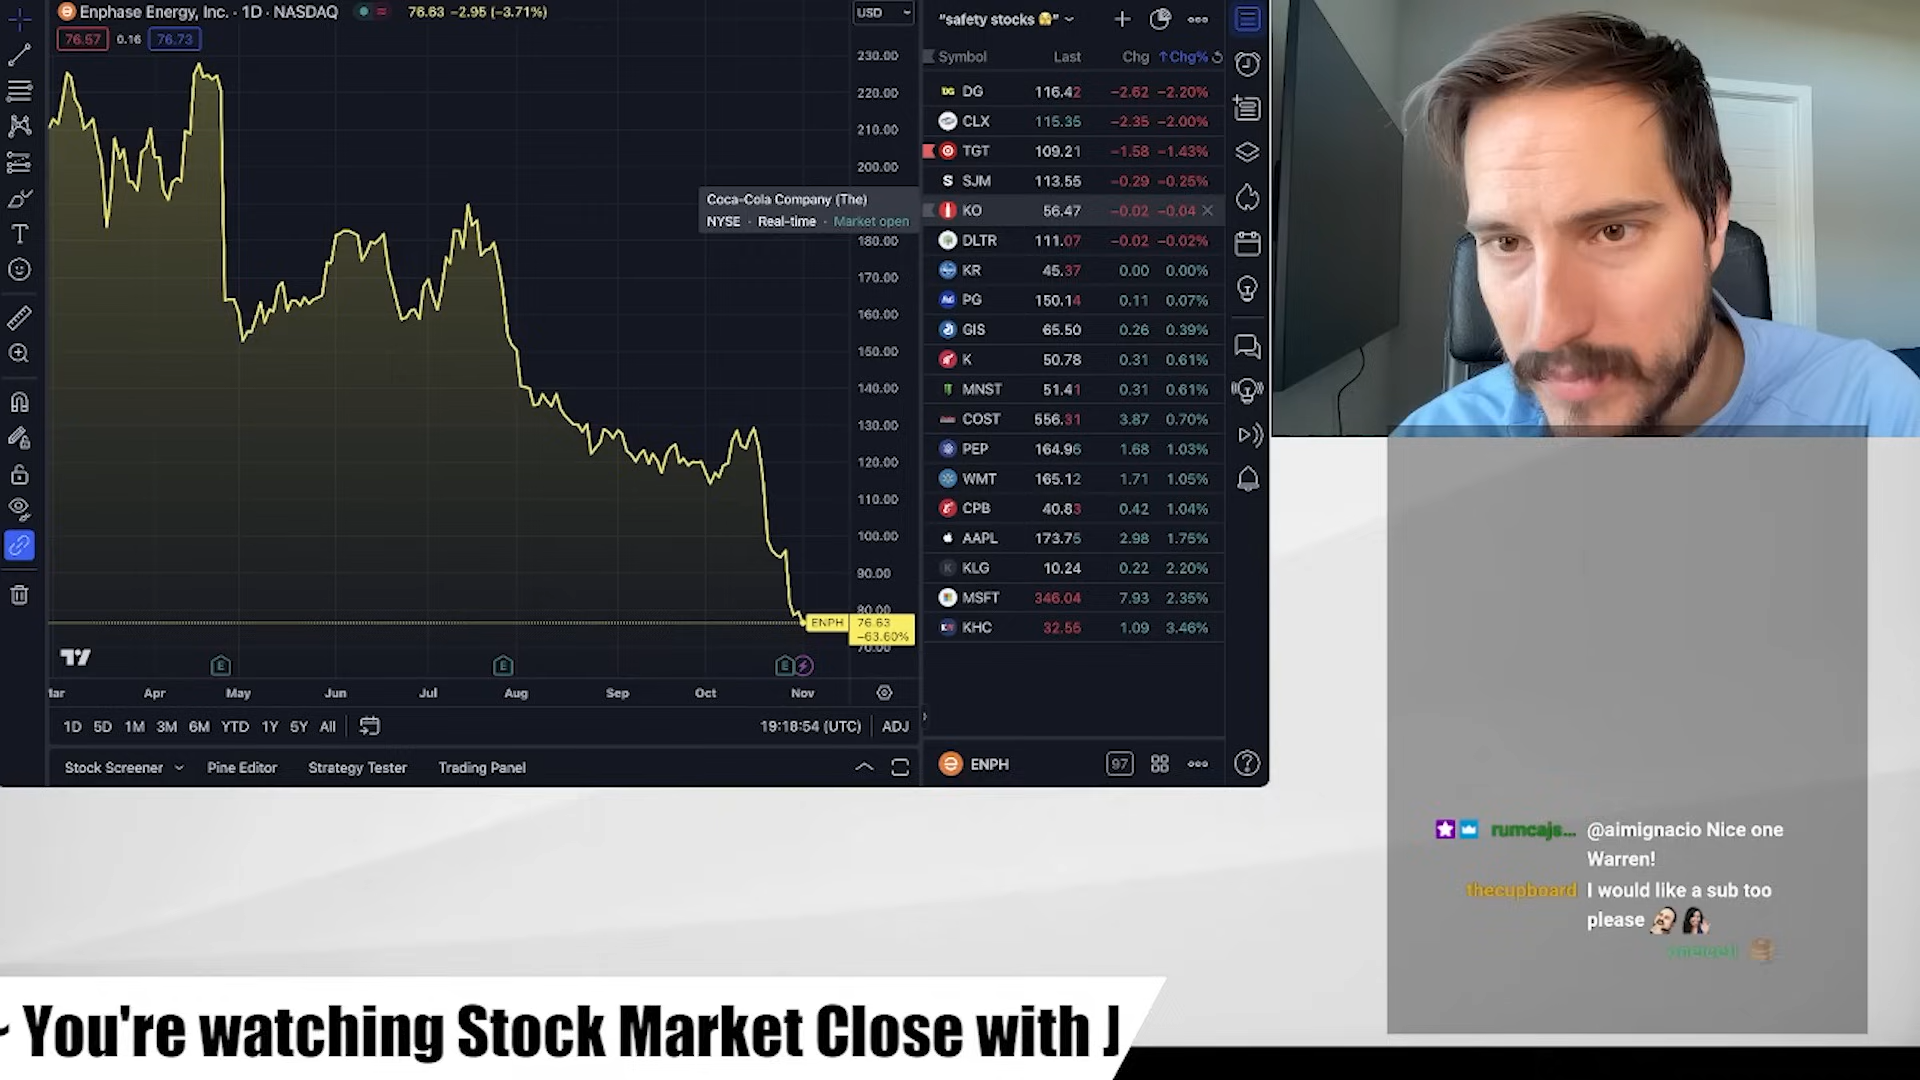 Enphase Energy, Inc. · 1D · NASDAQ
76.63 −2.95 (−3.71%)
USD
76.57 0.16 76.73
230.00
220.00
210.00
200.00
180.00
170.00
160.00
150.00
140.00
130.00
120.00
110.00
100.00
90.00
80.00
70.00
Coca-Cola Company (The)
NYSE · Real-time · Market open
ENPH 76.63
−63.60%
E E E
Apr May Jun Jul Aug Sep Oct Nov
1D 5D 1M 3M 6M YTD 1Y 5Y All
19:18:54 (UTC) ADJ
Stock Screener Pine Editor Strategy Tester Trading Panel
"safety stocks
Symbol Last Chg Chg%
DG 116.42 −2.62 −2.20%
CLX 115.35 −2.35 −2.00%
TGT 109.21 −1.58 −1.43%
SJM 113.55 −0.29 −0.25%
KO 56.47 −0.02 −0.04
DLTR 111.07 −0.02 −0.02%
KR 45.37 0.00 0.00%
PG 150.14 0.11 0.07%
GIS 65.50 0.26 0.39%
K 50.78 0.31 0.61%
MNST 51.41 0.31 0.61%
COST 556.31 3.87 0.70%
PEP 164.96 1.68 1.03%
WMT 165.12 1.71 1.05%
CPB 40.83 0.42 1.04%
AAPL 173.75 2.98 1.75%
KLG 10.24 0.22 2.20%
MSFT 346.04 7.93 2.35%
KHC 32.56 1.09 3.46%
ENPH 97
rumcajs... @aimignacio Nice one
Warren!
thecupboard I would like a sub too
please
You're watching Stock Market Close with J